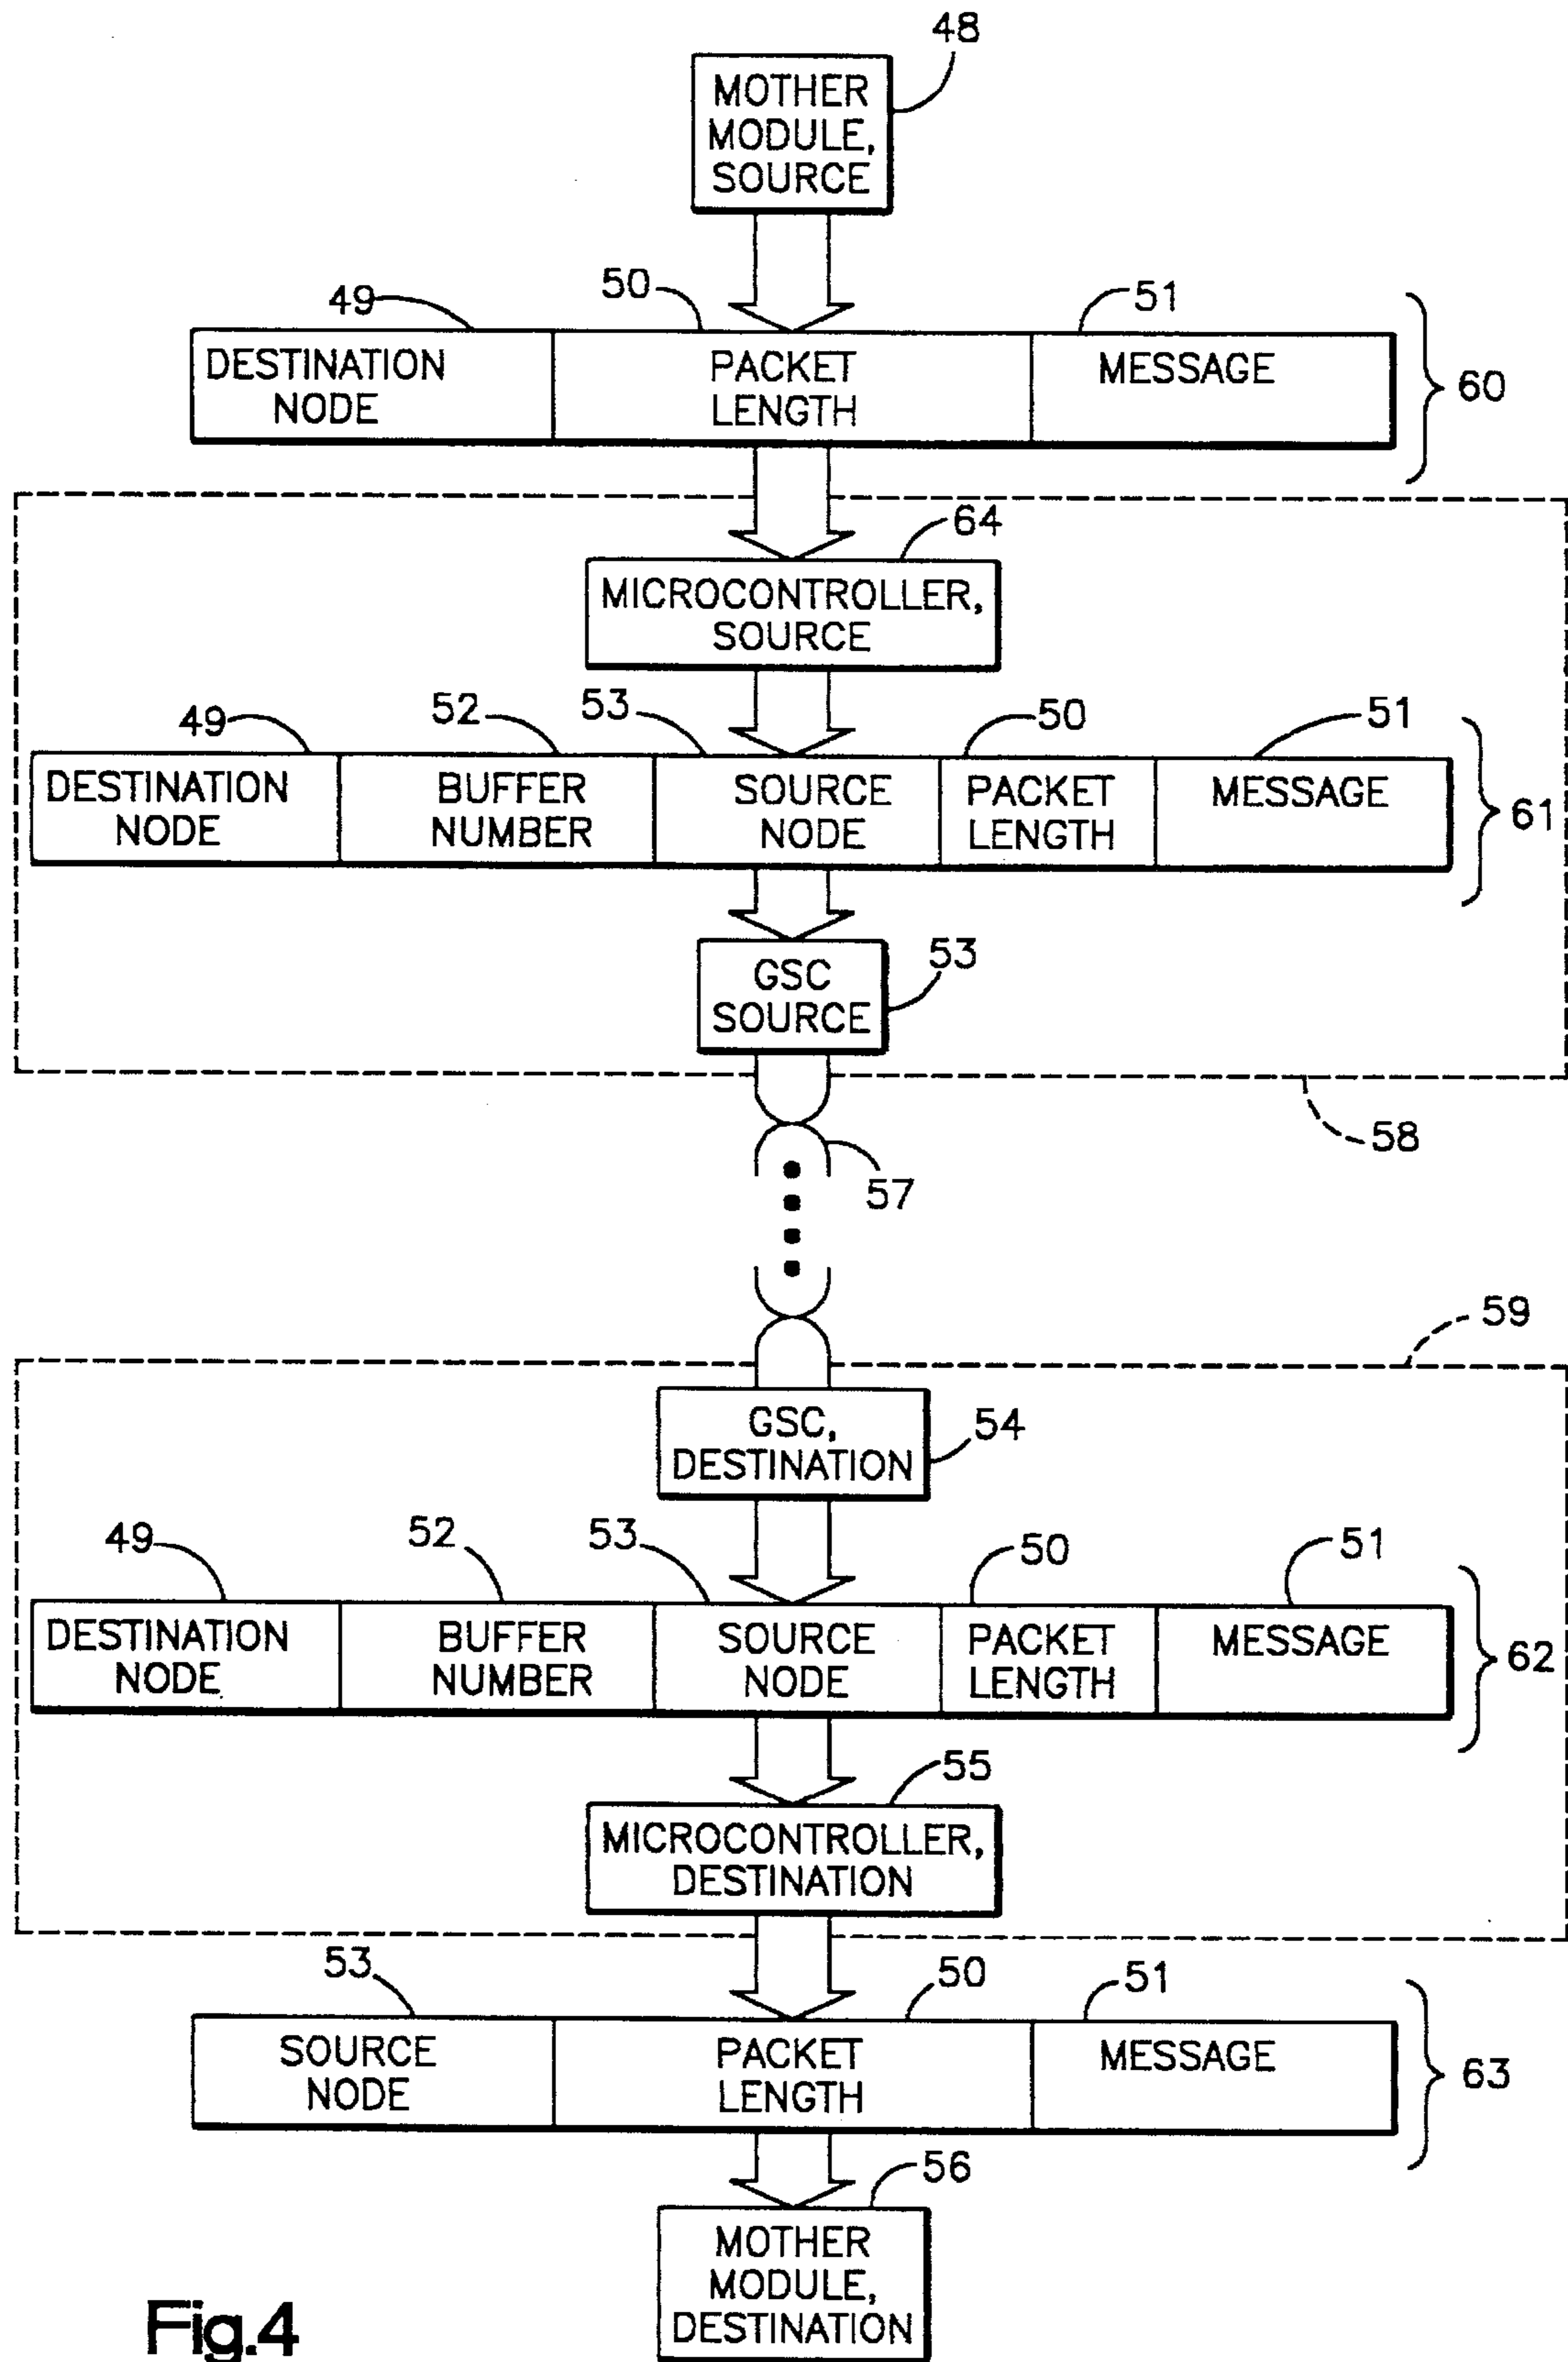 48
MOTHER
MODULE,
SOURCE
49
50
51
DESTINATION
NODE
PACKET
LENGTH
MESSAGE
60
64
MICROCONTROLLER,
SOURCE
49
52
53
50
51
DESTINATION
NODE
BUFFER
NUMBER
SOURCE
NODE
PACKET
LENGTH
MESSAGE
61
GSC
SOURCE
53
58
57
59
GSC,
DESTINATION
54
49
52
53
50
51
DESTINATION
NODE
BUFFER
NUMBER
SOURCE
NODE
PACKET
LENGTH
MESSAGE
62
55
MICROCONTROLLER,
DESTINATION
53
50
51
SOURCE
NODE
PACKET
LENGTH
MESSAGE
63
56
MOTHER
MODULE,
DESTINATION
Fig.4